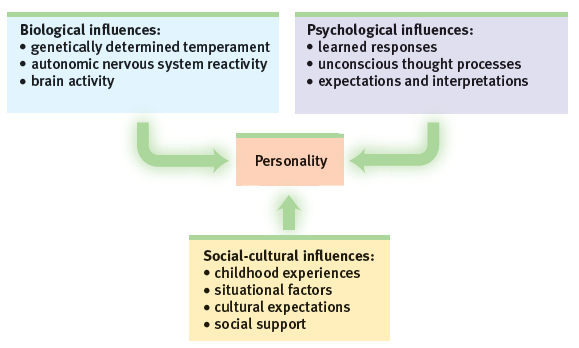 Biological influences:
• genetically determined temperament
• autonomic nervous system reactivity
• brain activity
Psychological influences:
• learned responses
• unconscious thought processes
• expectations and interpretations
Personality
Social-cultural influences:
• childhood experiences
• situational factors
• cultural expectations
• social support